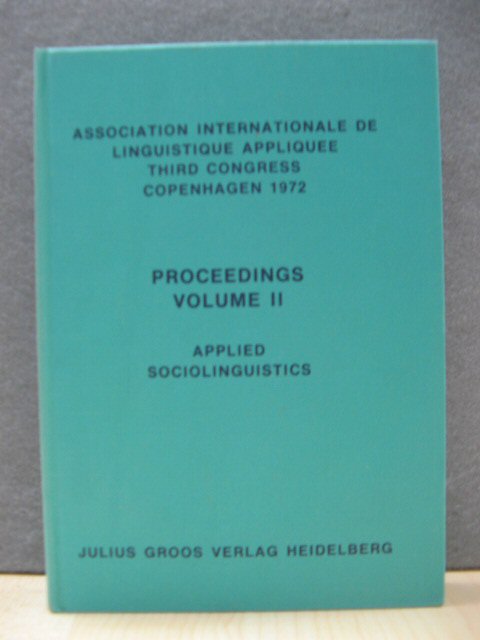 ASSOCIATION INTERNATIONALE DE
LINGUISTIQUE APPLIQUEE
THIRD CONGRESS
COPENHAGEN 1972
PROCEEDINGS
VOLUME II
APPLIED
SOCIOLINGUISTICS
JULIUS GROOS VERLAG HEIDELBERG